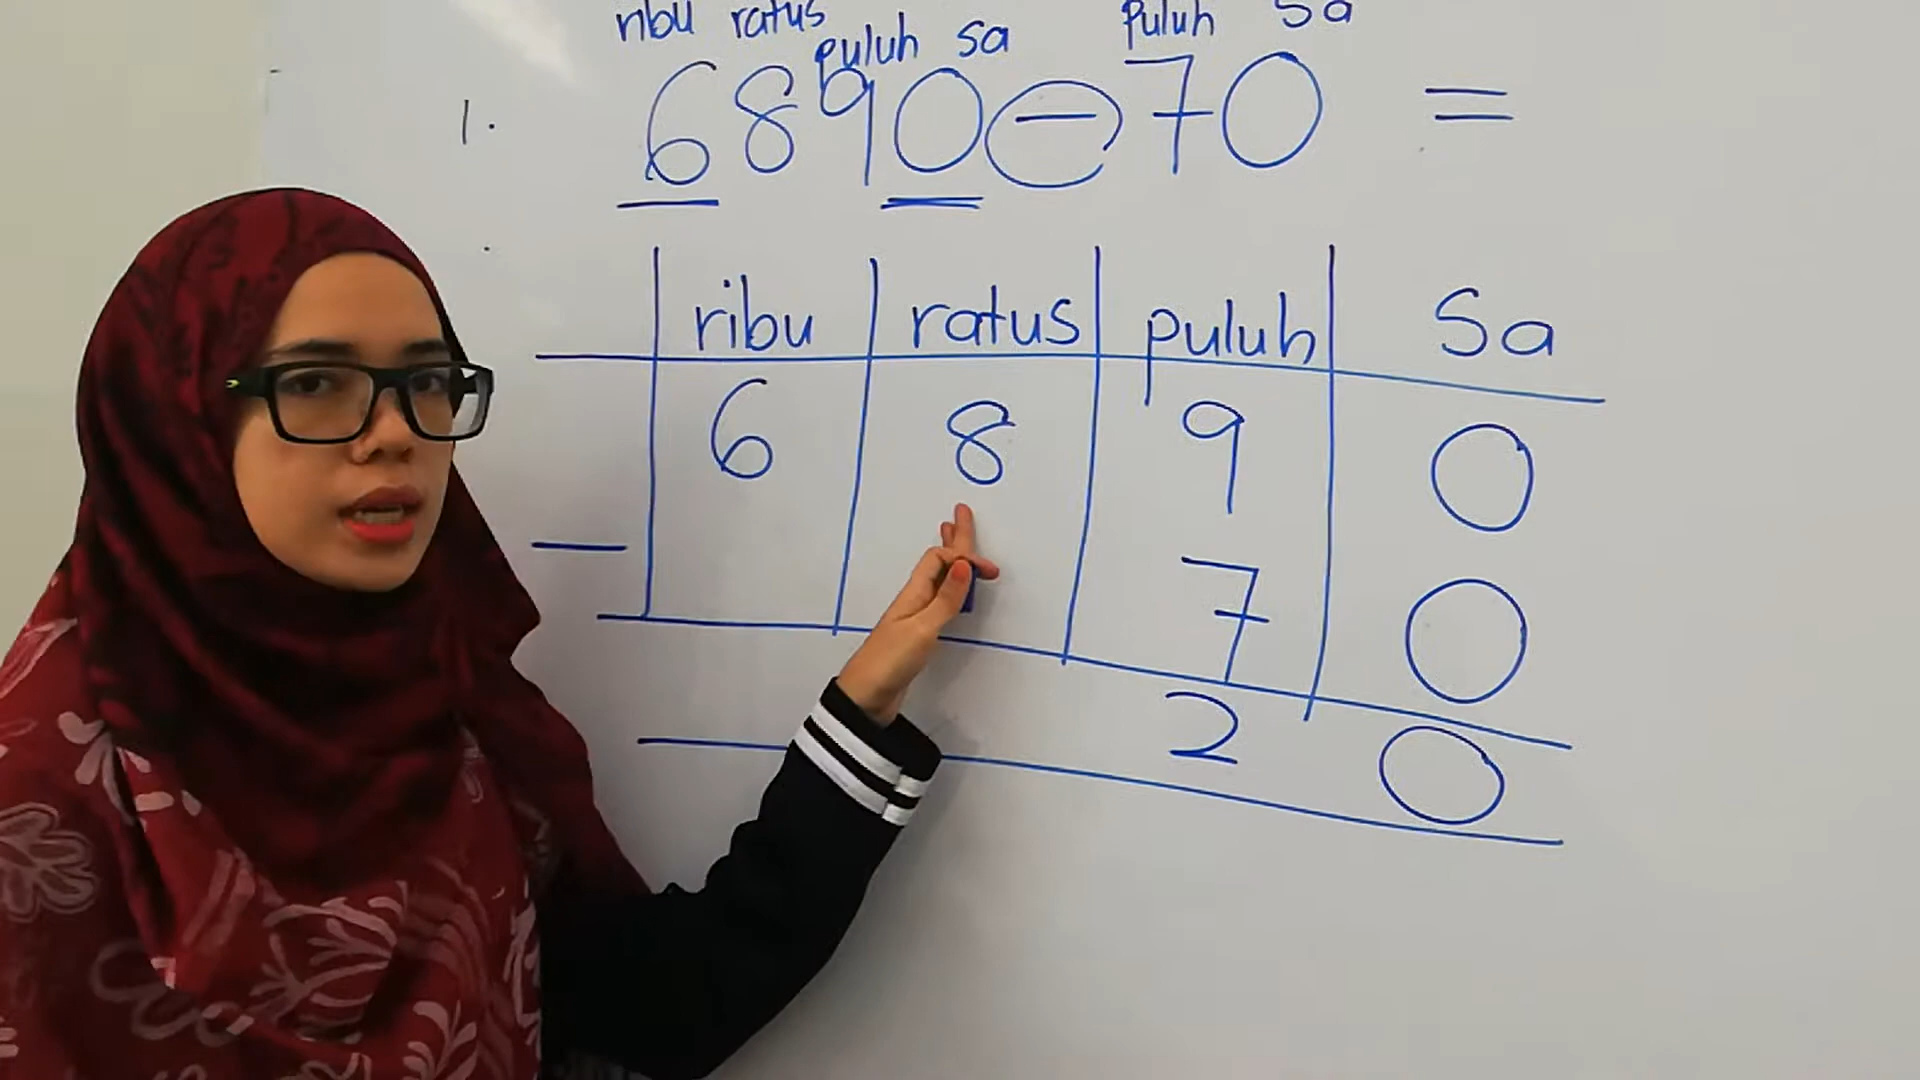 ribu ratus puluh sa puluh sa
1. 6890 - 70 =
ribu ratus puluh Sa
6 8 9 0
- 7 0
2 0